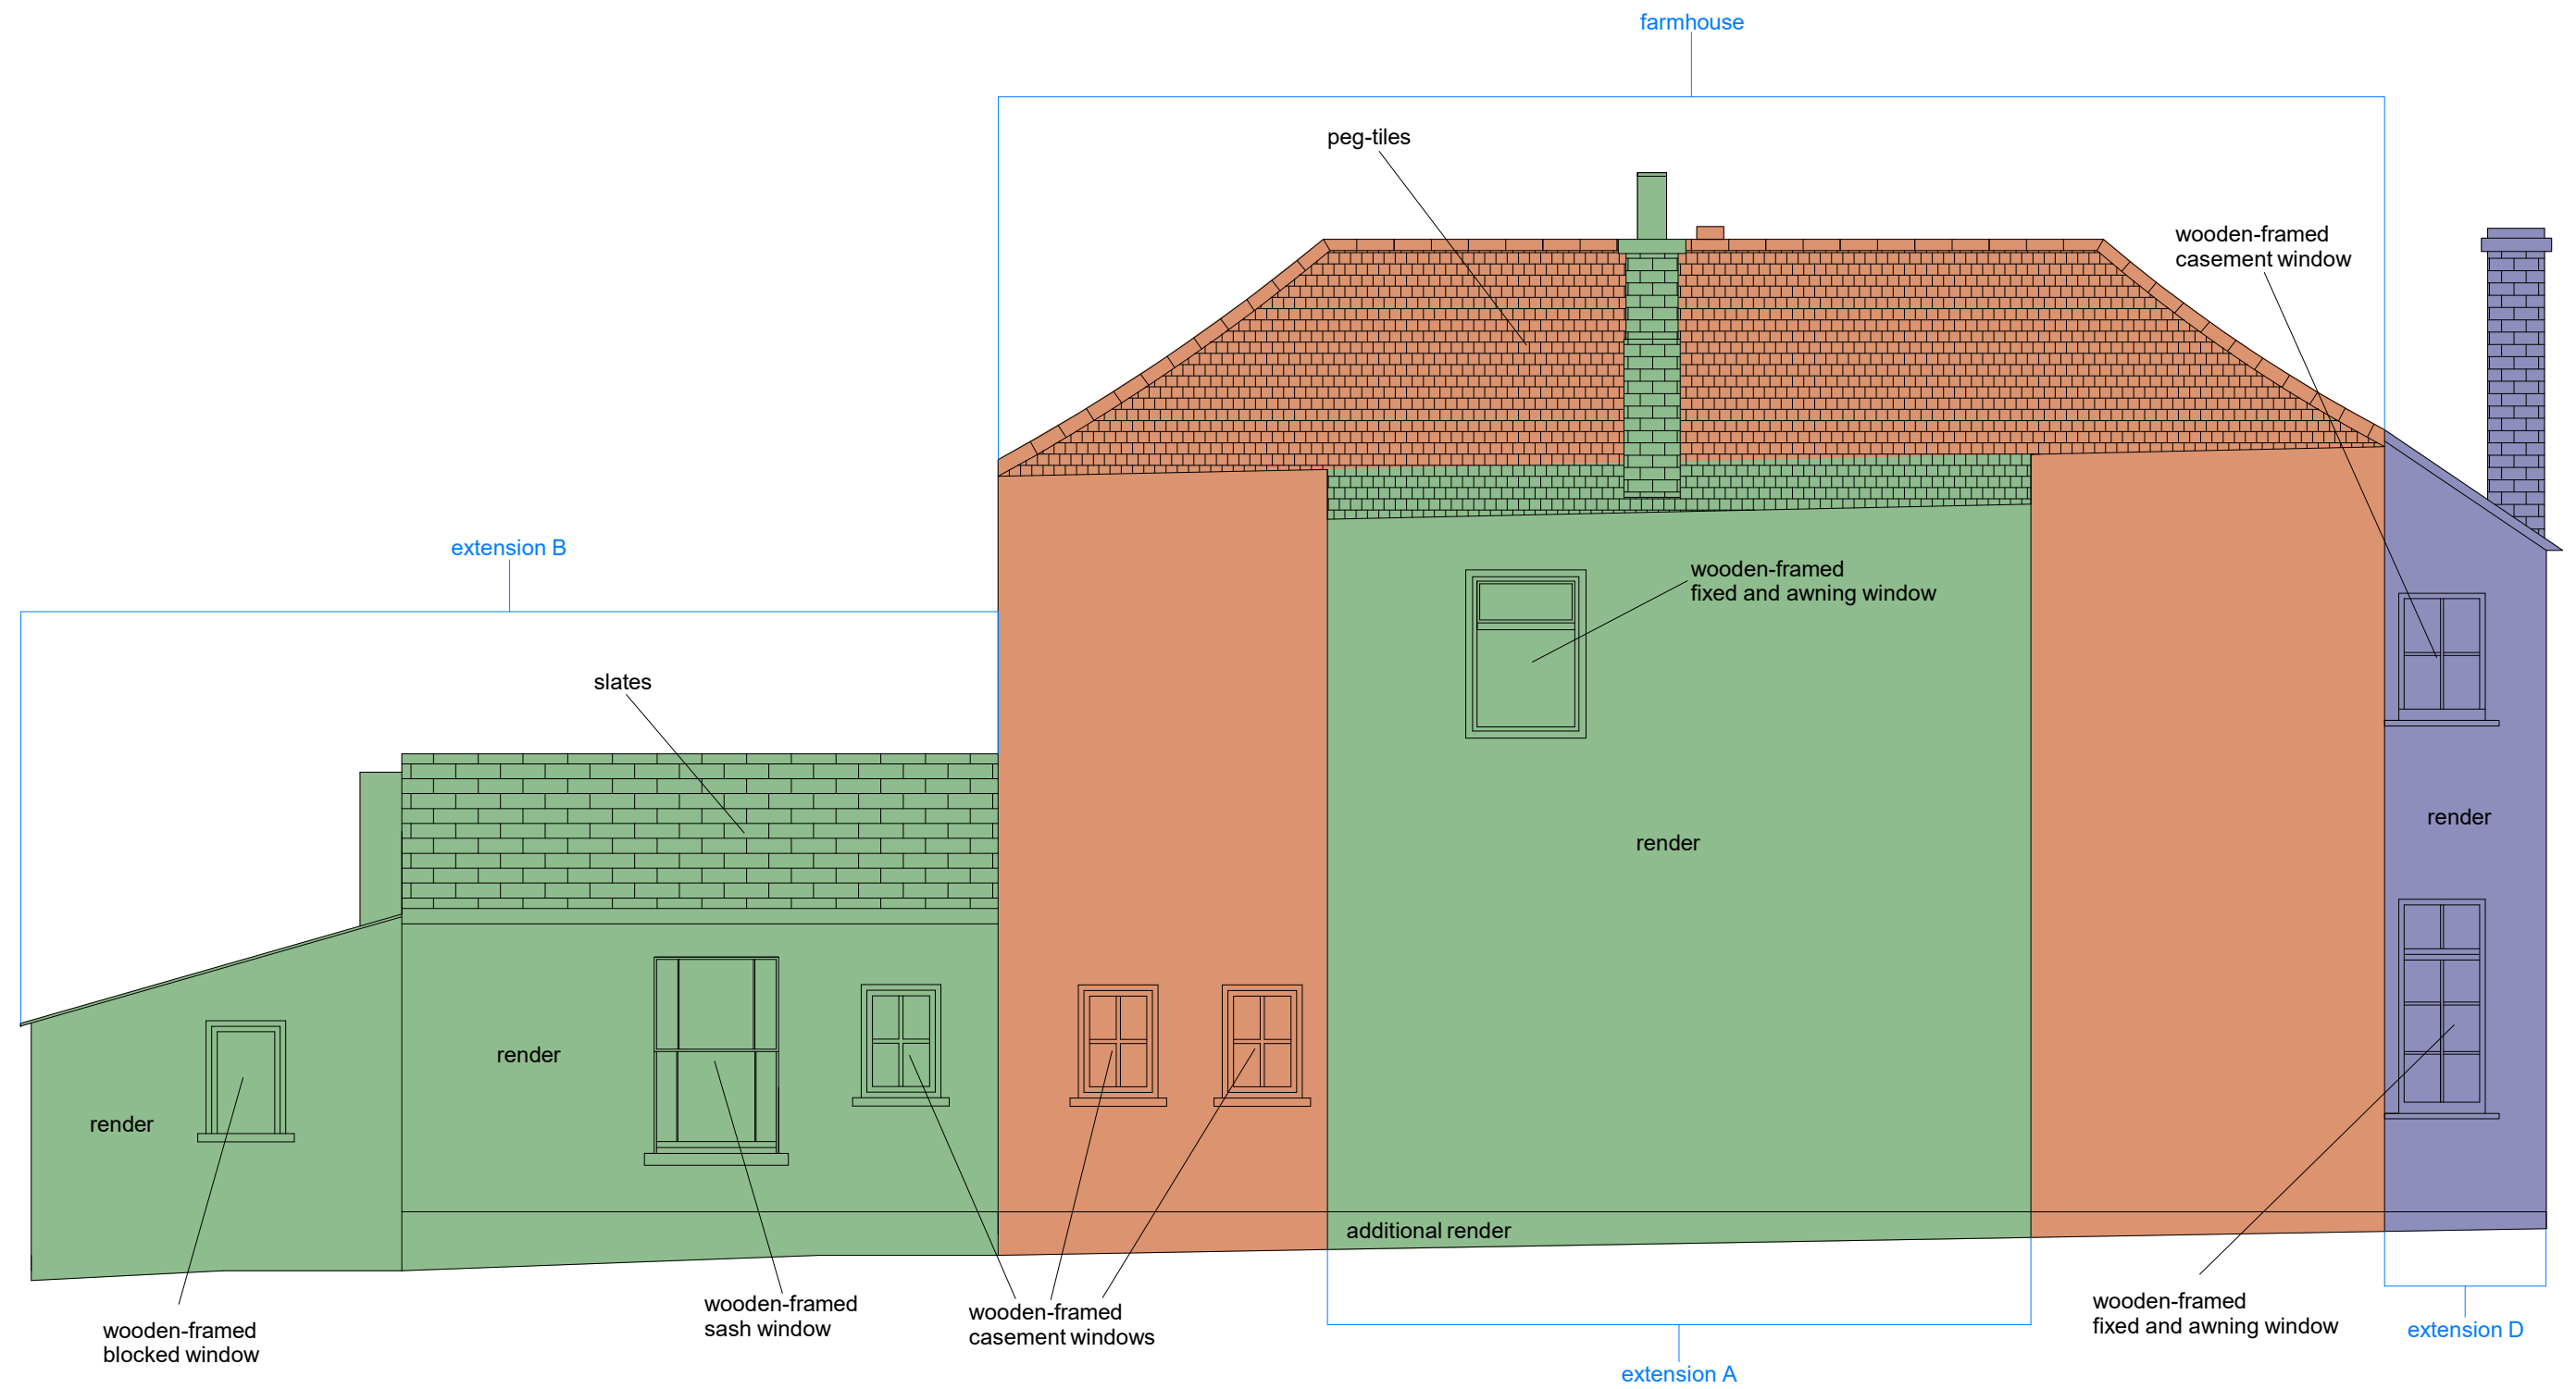 farmhouse
peg-tiles
wooden-framed
casement window
extension B
wooden-framed
fixed and awning window
slates
render
render
render
render
additional render
wooden-framed
blocked window
wooden-framed
sash window
wooden-framed
casement windows
wooden-framed
fixed and awning window
extension D
extension A